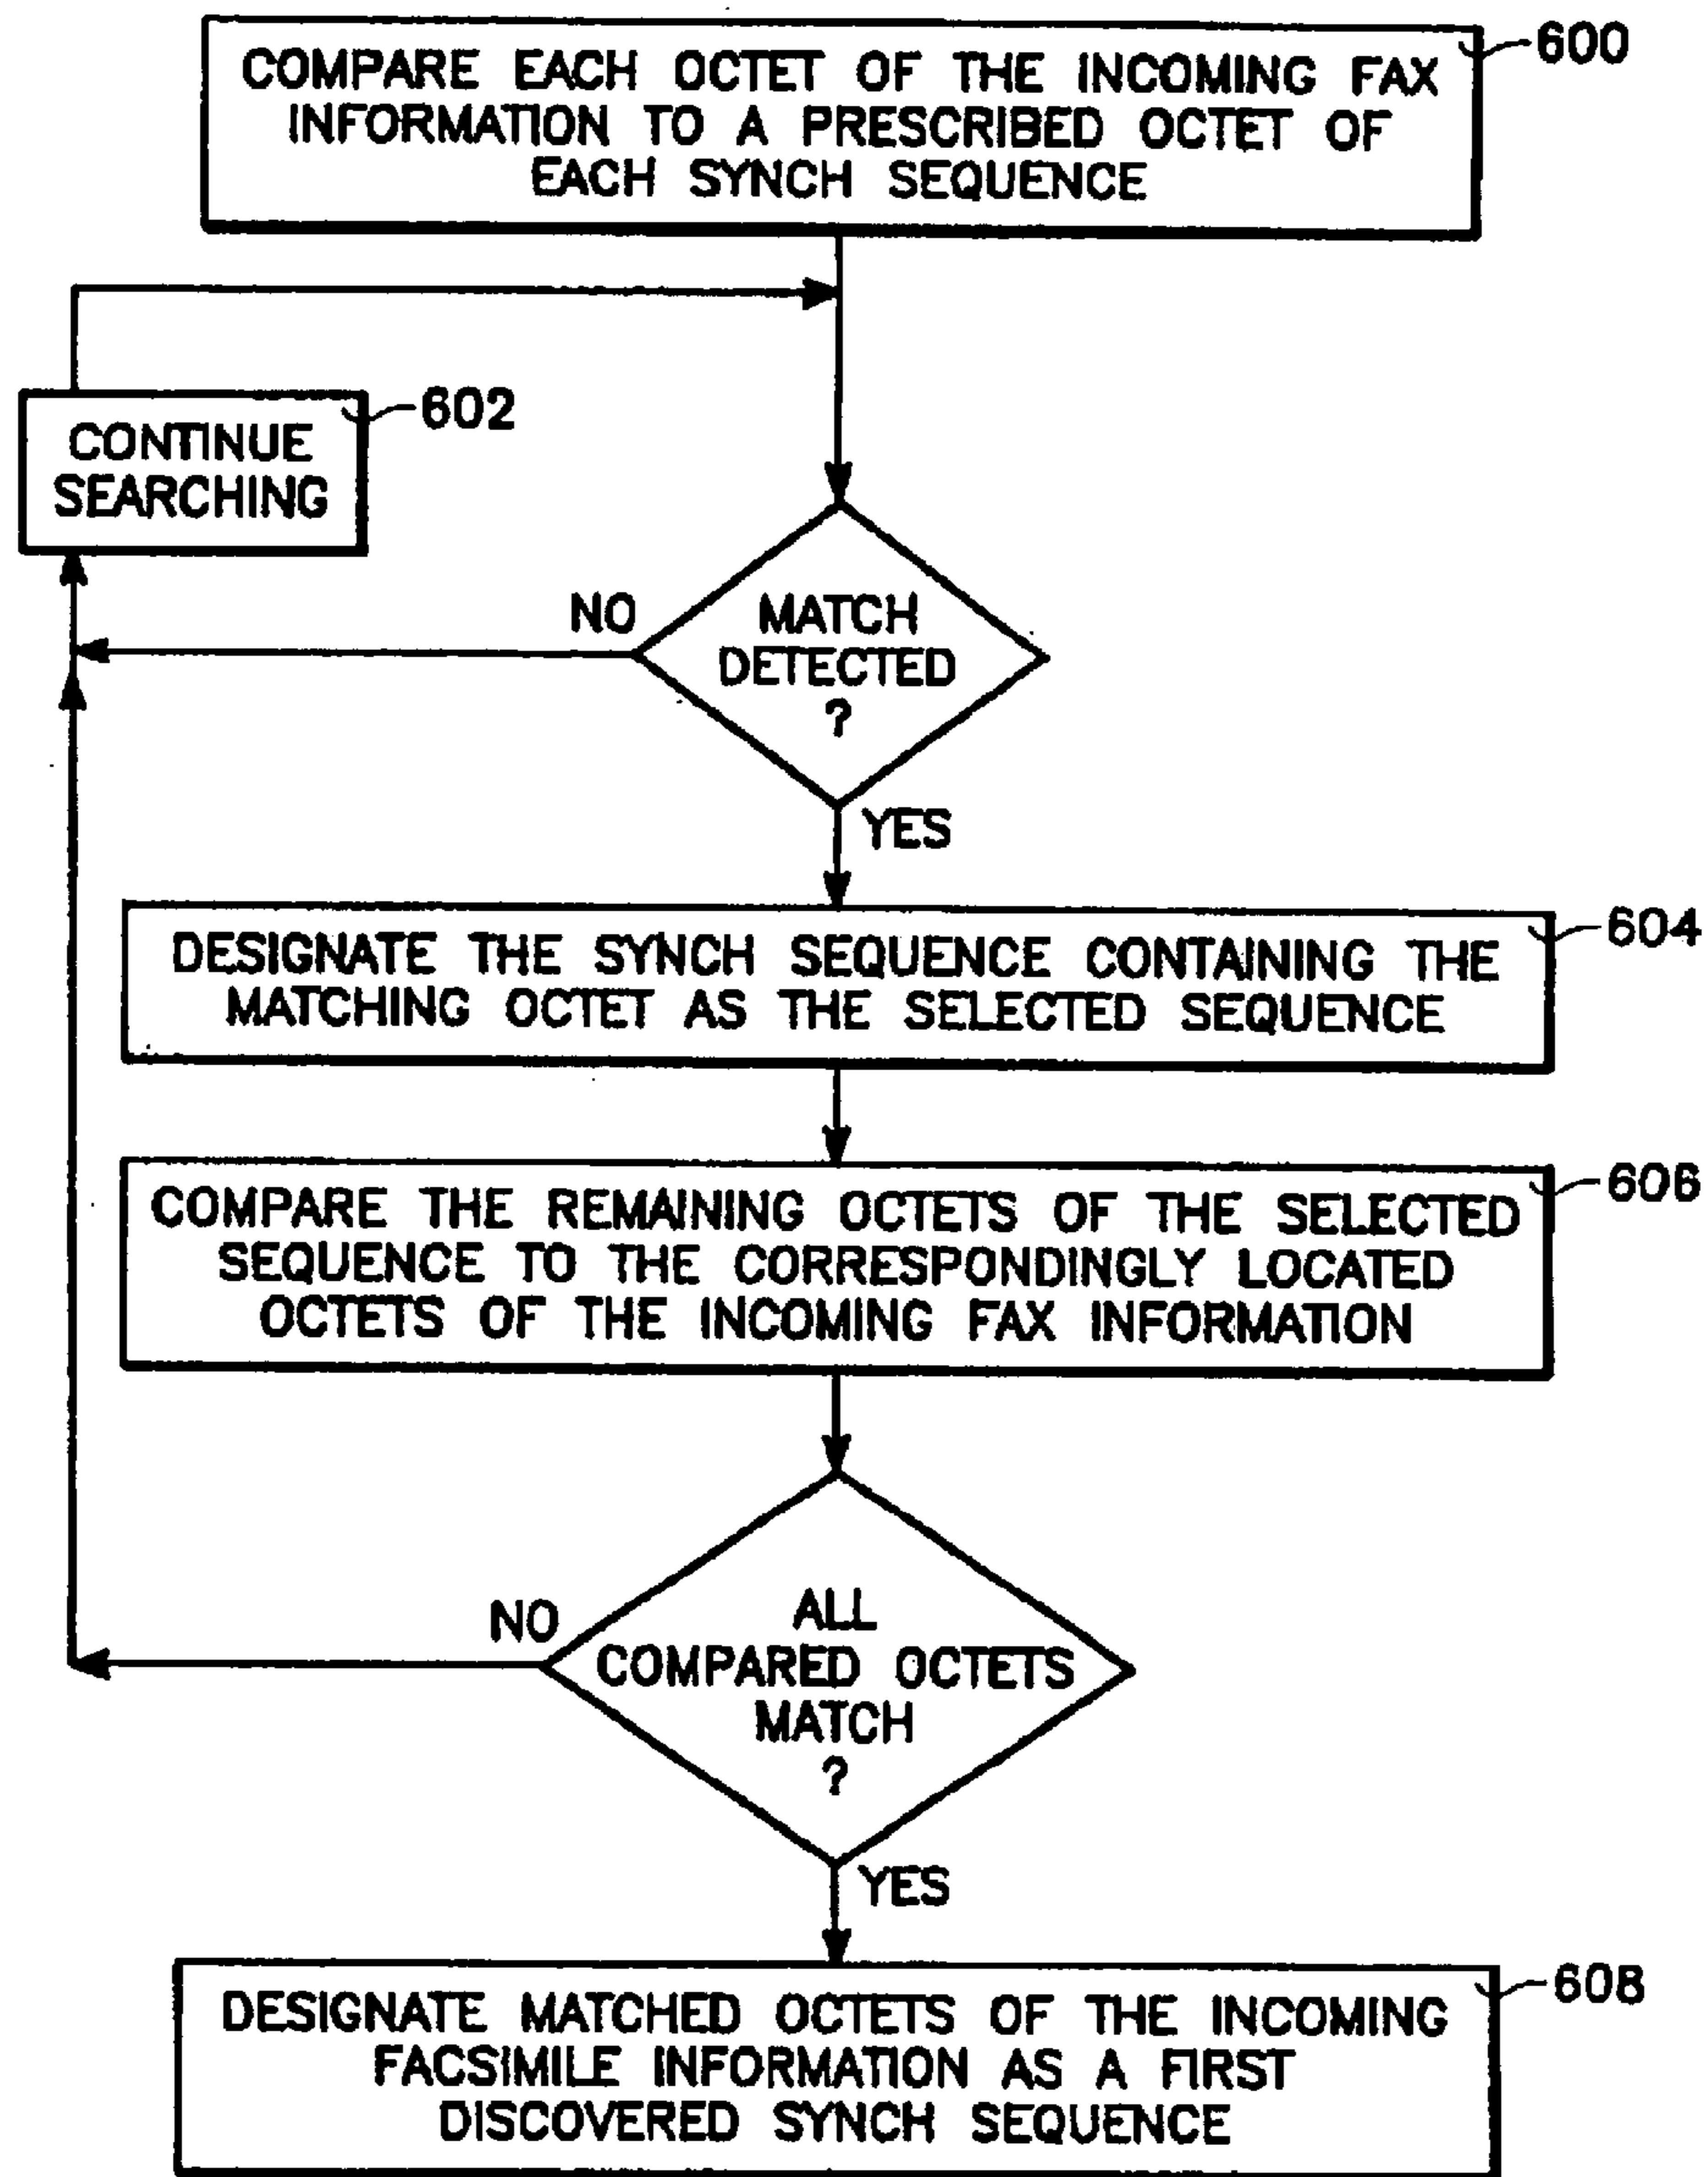 COMPARE EACH OCTET OF THE INCOMING FAX
INFORMATION TO A PRESCRIBED OCTET OF
EACH SYNCH SEQUENCE
600
CONTINUE
SEARCHING
602
NO
MATCH
DETECTED
?
YES
DESIGNATE THE SYNCH SEQUENCE CONTAINING THE
MATCHING OCTET AS THE SELECTED SEQUENCE
604
COMPARE THE REMAINING OCTETS OF THE SELECTED
SEQUENCE TO THE CORRESPONDINGLY LOCATED
OCTETS OF THE INCOMING FAX INFORMATION
606
NO
ALL
COMPARED OCTETS
MATCH
?
YES
DESIGNATE MATCHED OCTETS OF THE INCOMING
FACSIMILE INFORMATION AS A FIRST
DISCOVERED SYNCH SEQUENCE
608